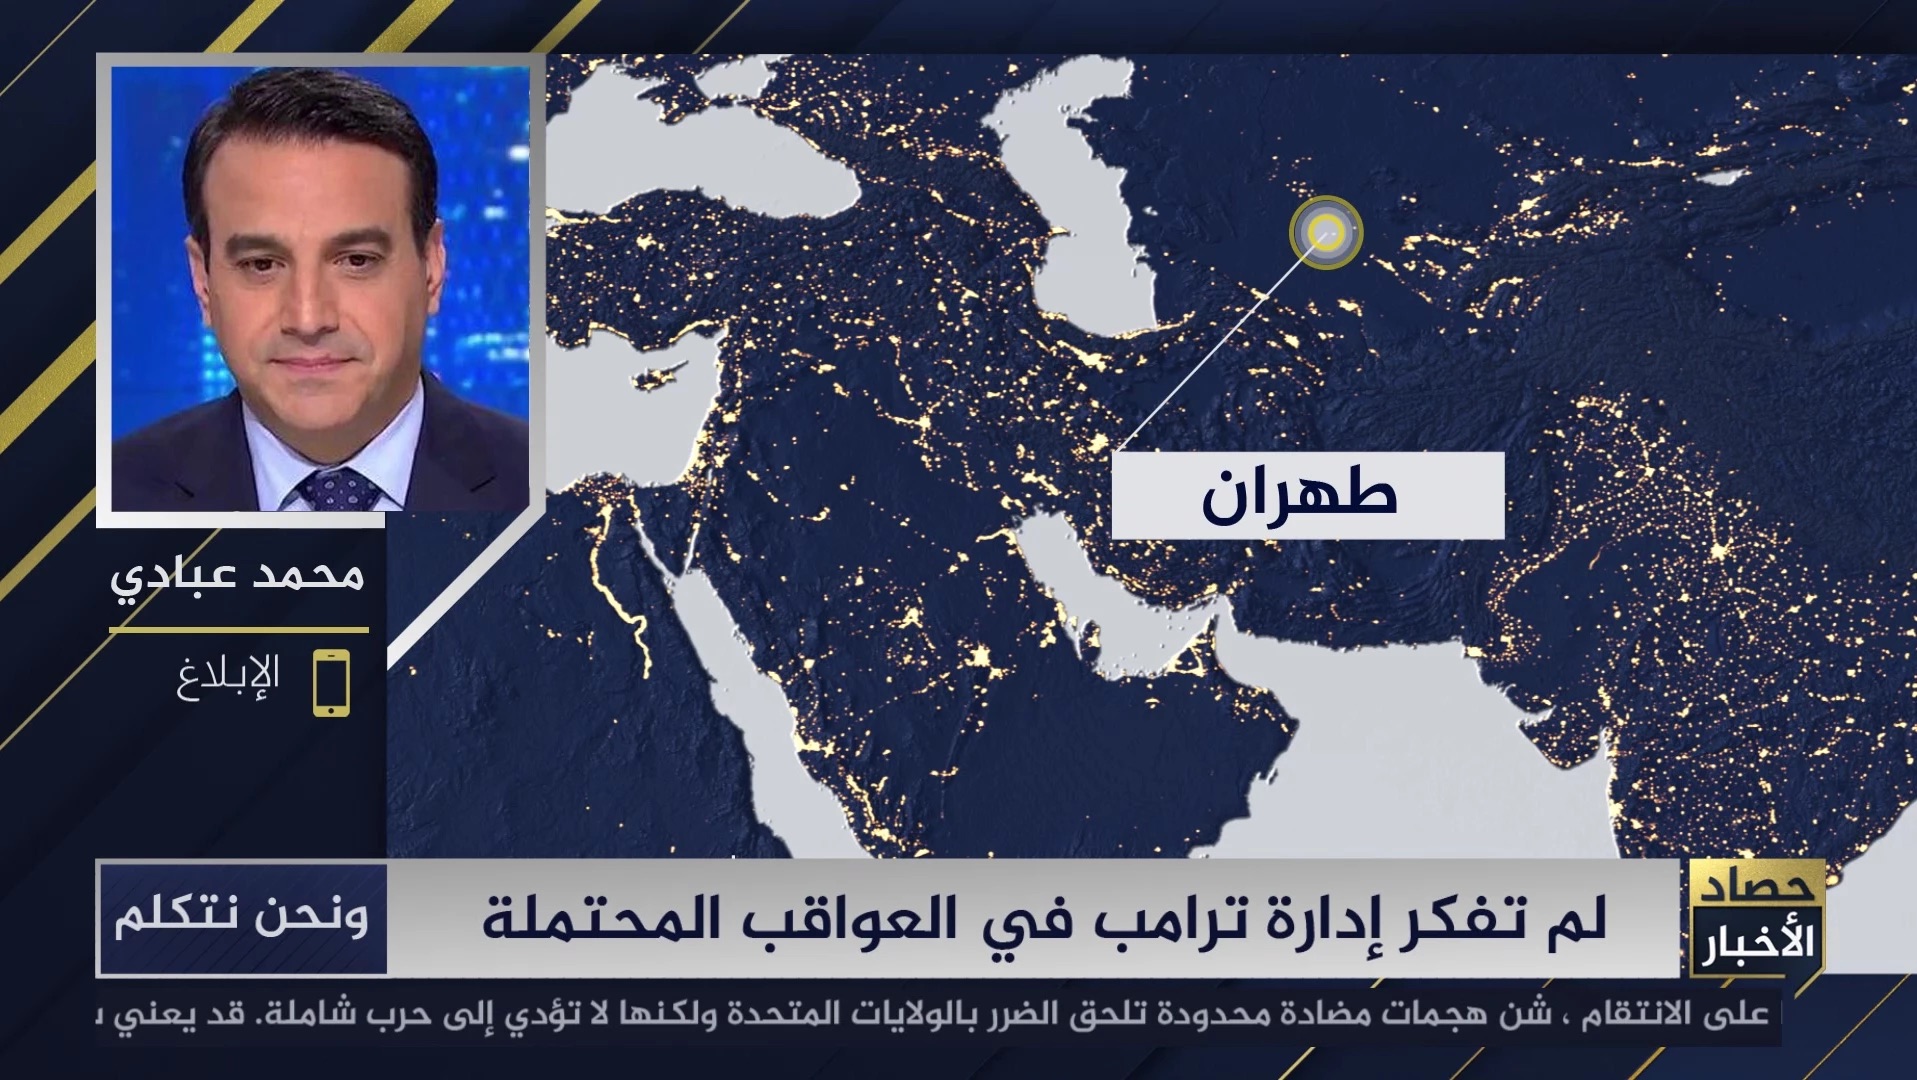 محمد عبادي
الإبلاغ
طهران
حصاد
الأخبار
لم تفكر إدارة ترامب في العواقب المحتملة
ونحن نتكلم
على الانتقام ، شن هجمات مضادة محدودة تلحق الضرر بالولايات المتحدة ولكنها لا تؤدي إلى حرب شاملة. قد يعني